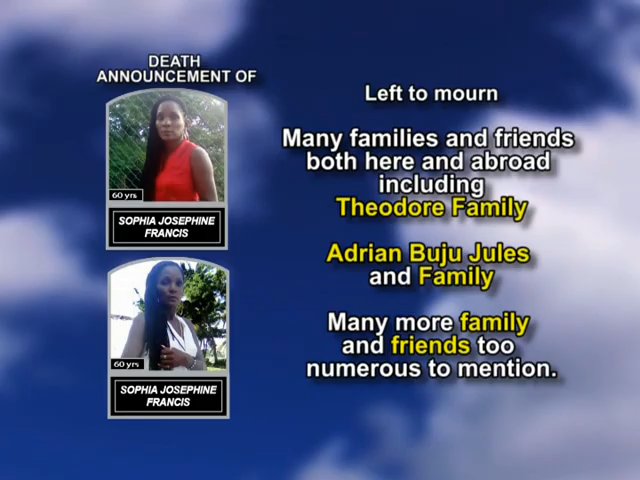 DEATH
ANNOUNCEMENT OF
60 yrs
SOPHIA JOSEPHINE
FRANCIS
60 yrs
SOPHIA JOSEPHINE
FRANCIS
Left to mourn
Many families and friends
both here and abroad
including
Theodore Family
Adrian Buju Jules
and Family
Many more family
and friends too
numerous to mention.